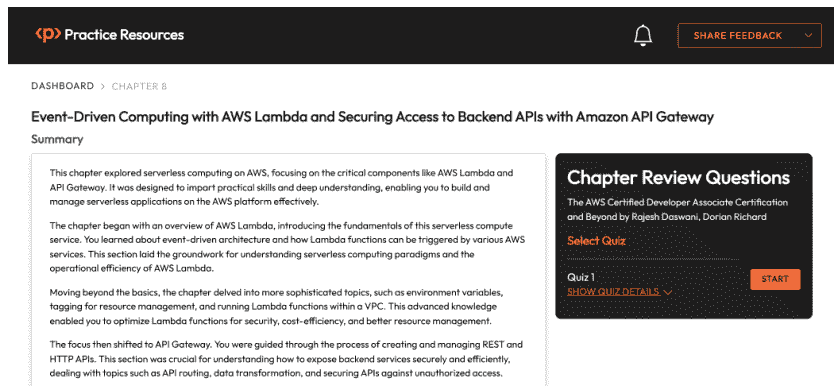 <p> Practice Resources
SHARE FEEDBACK
DASHBOARD > CHAPTER 8
Event-Driven Computing with AWS Lambda and Securing Access to Backend APIs with Amazon API Gateway
Summary
This chapter explored serverless computing on AWS, focusing on the critical components like AWS Lambda and
API Gateway. It was designed to impart practical skills and deep understanding, enabling you to build and
manage serverless applications on the AWS platform effectively.
The chapter began with an overview of AWS Lambda, introducing the fundamentals of this serverless compute
service. You learned about event-driven architecture and how Lambda functions can be triggered by various AWS
services. This section laid the groundwork for understanding serverless computing paradigms and the
operational efficiency of AWS Lambda.
Moving beyond the basics, the chapter delved into more sophisticated topics, such as environment variables,
tagging for resource management, and running Lambda functions within a VPC. This advanced knowledge
enabled you to optimize Lambda functions for security, cost-efficiency, and better resource management.
The focus then shifted to API Gateway. You were guided through the process of creating and managing REST and
HTTP APIs. This section was crucial for understanding how to expose backend services securely and efficiently,
dealing with topics such as API routing, data transformation, and securing APIs against unauthorized access.
Chapter Review Questions
The AWS Certified Developer Associate Certification
and Beyond by Rajesh Daswani, Dorian Richard
Select Quiz
Quiz 1
SHOW QUIZ DETAILS
START